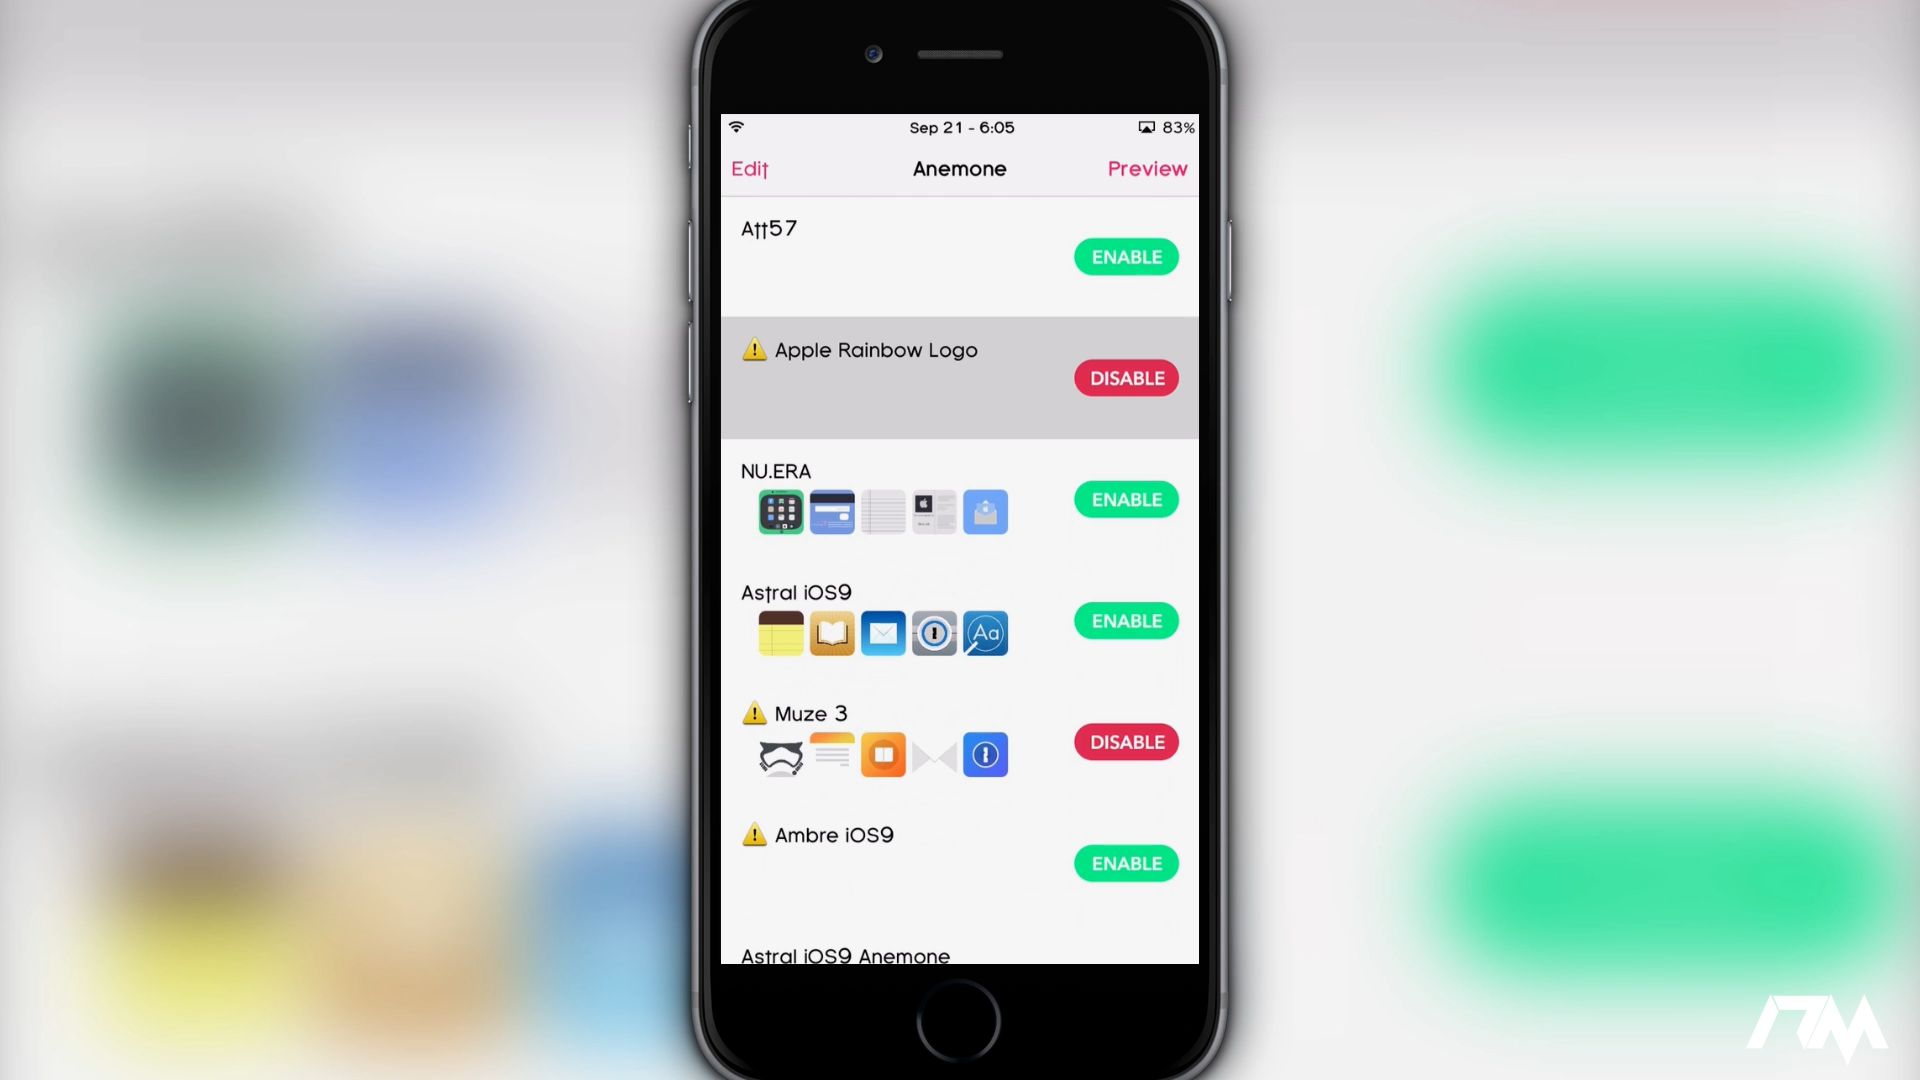 Sep 21 - 6:05
83%
Edit
Anemone
Preview
Att57
ENABLE
Apple Rainbow Logo
DISABLE
NU.ERA
ENABLE
Astral iOS9
Aa
ENABLE
Muze 3
DISABLE
Ambre iOS9
ENABLE
Astral iOS9 Anemone